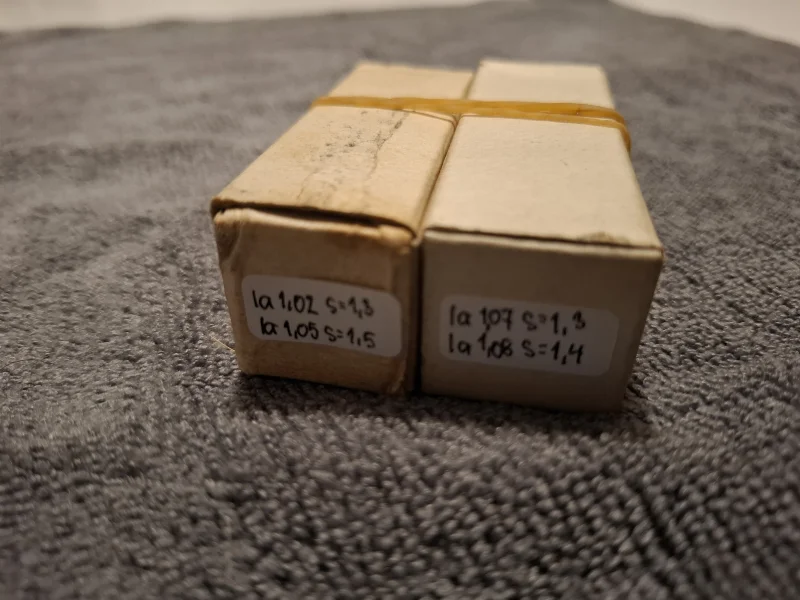 Ia 1,02 S=1,3
Ia 1,05 S=1,5
Ia 1,07 S=1,3
Ia 1,08 S=1,4